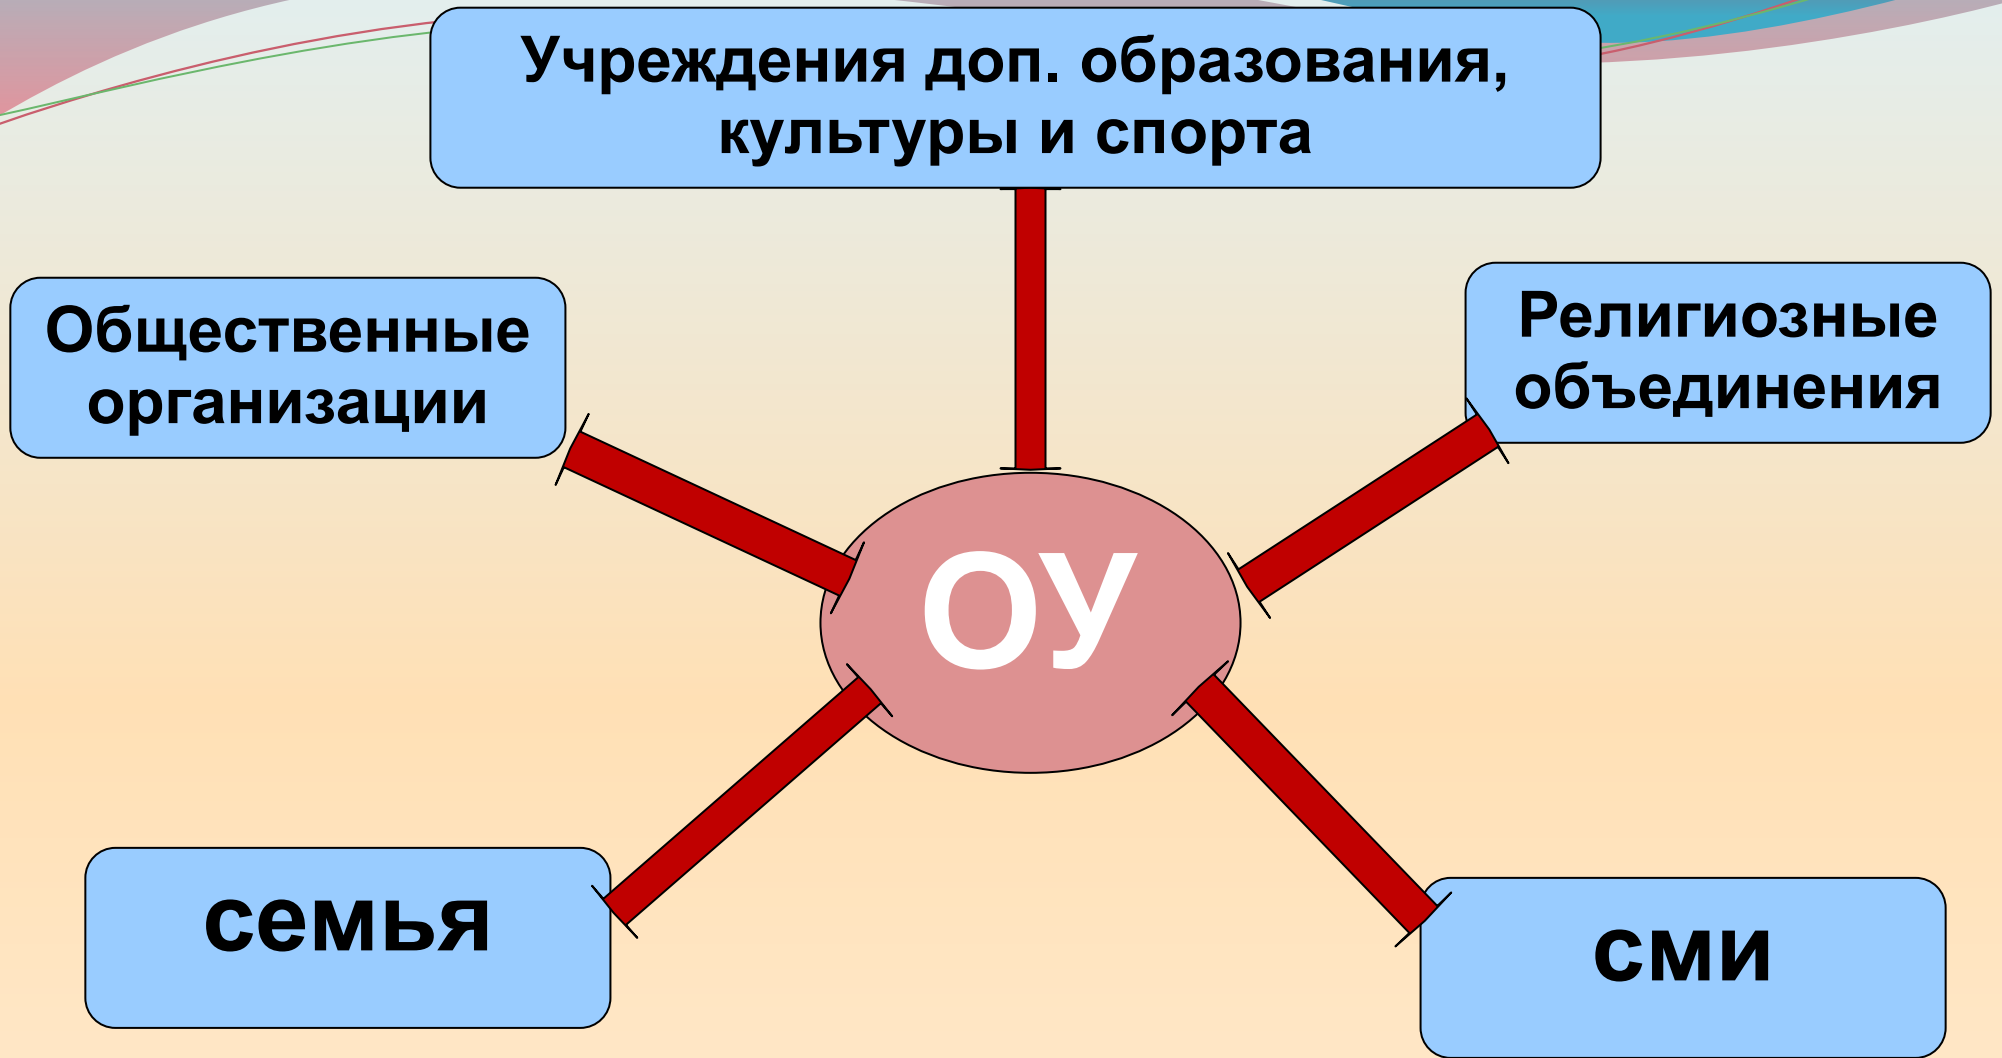 Учреждения доп. образования,
культуры и спорта
Общественные
организации
Религиозные
объединения
ОУ
семья
сми